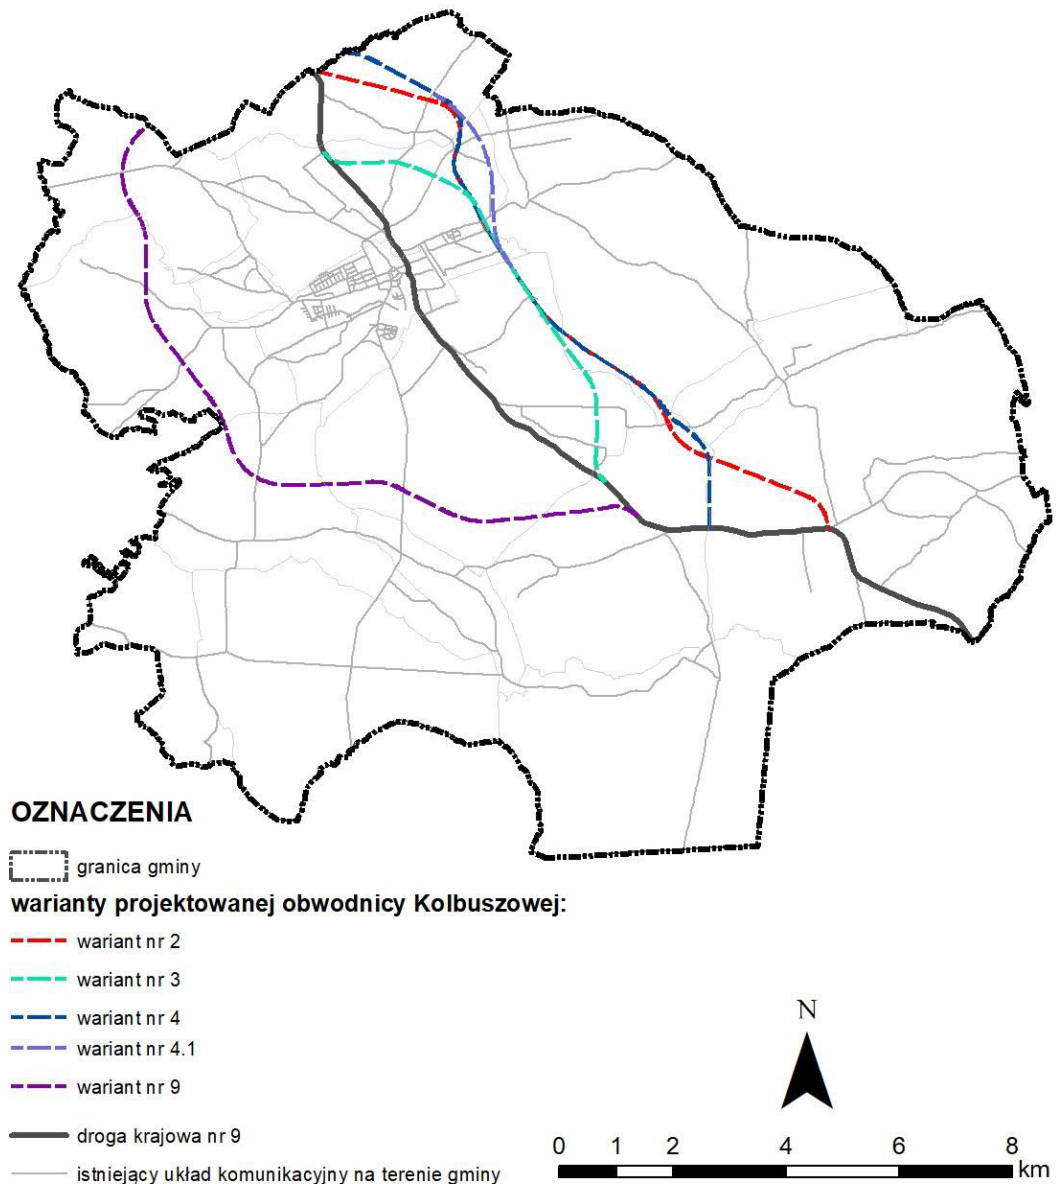 OZNACZENIA
granica gminy
warianty projektowanej obwodnicy Kolbuszowej:
wariant nr 2
wariant nr 3
wariant nr 4
wariant nr 4.1
wariant nr 9
droga krajowa nr 9
istniejący układ komunikacyjny na terenie gminy
N
0 1 2 4 6 8
km